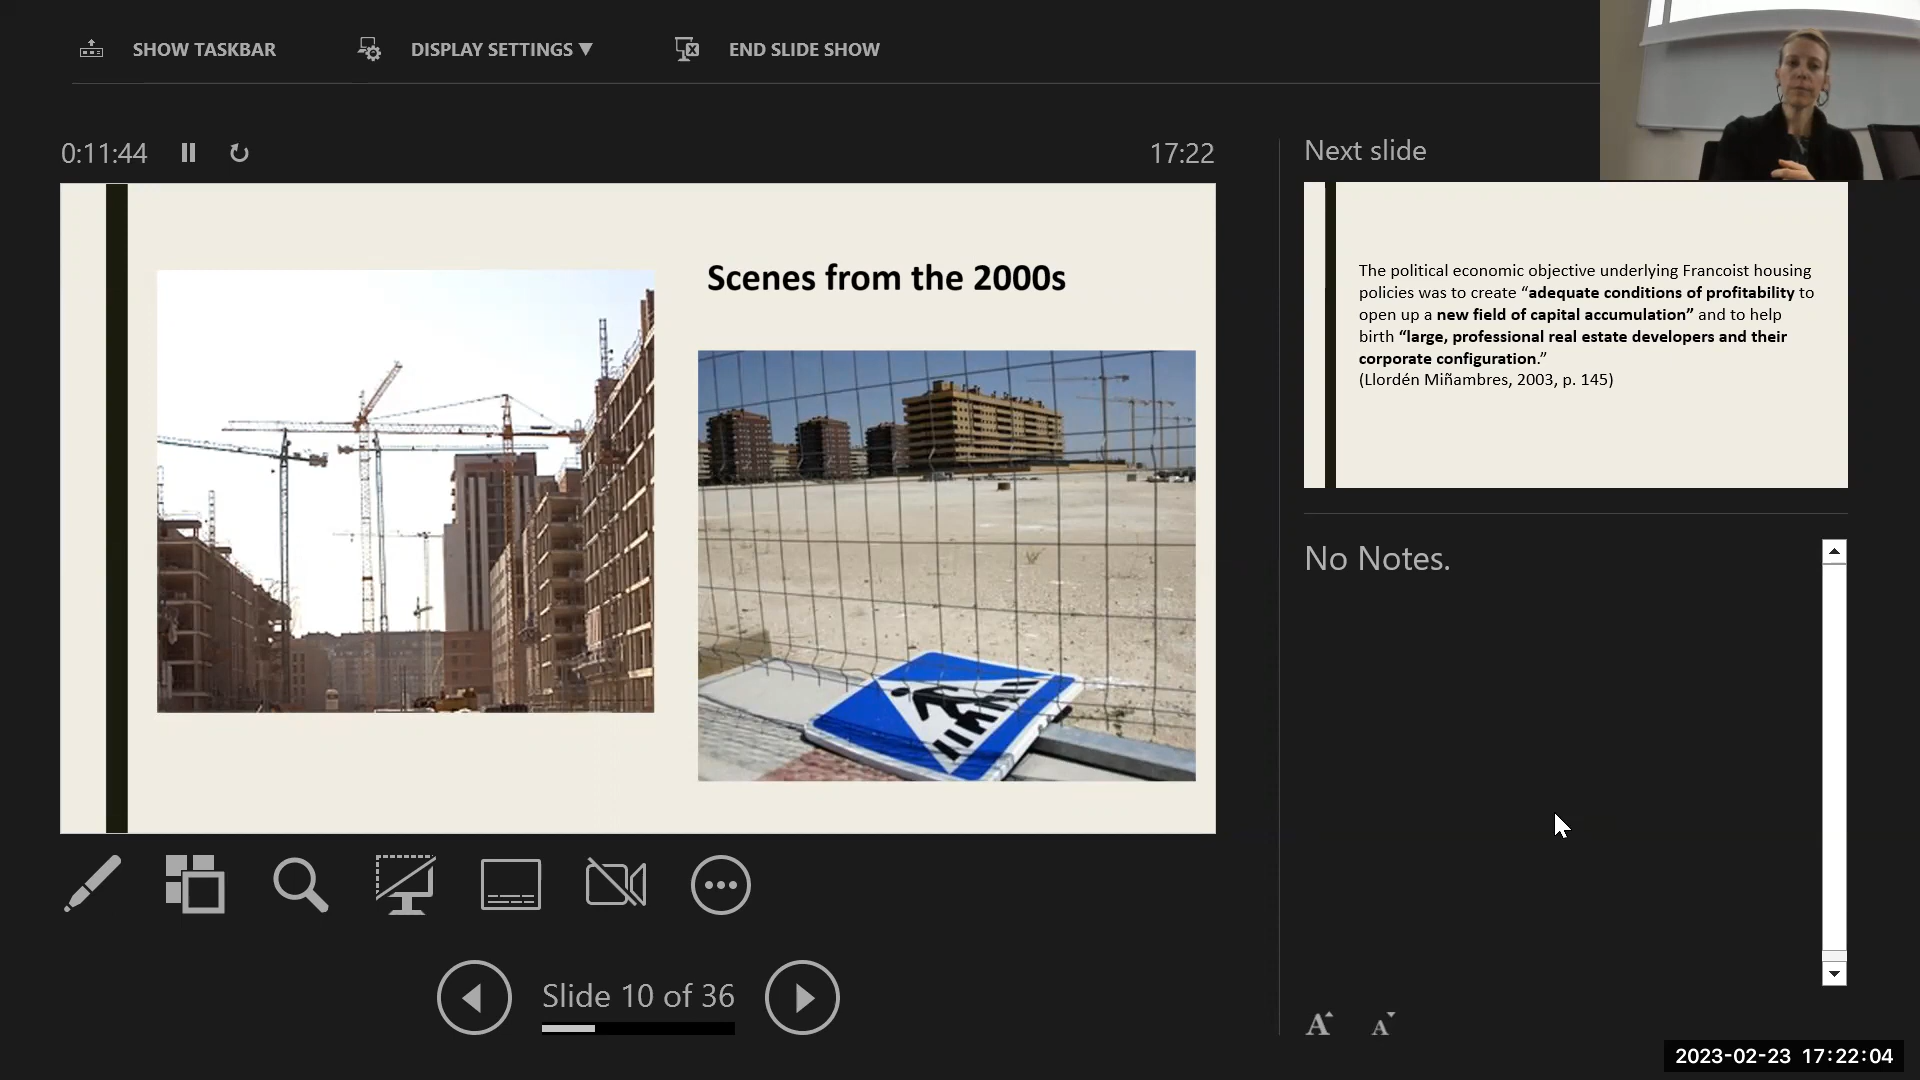 SHOW TASKBAR
DISPLAY SETTINGS ▼
END SLIDE SHOW
0:11:44
17:22
Scenes from the 2000s
Next slide
The political economic objective underlying Francoist housing
policies was to create “adequate conditions of profitability to
open up a new field of capital accumulation” and to help
birth “large, professional real estate developers and their
corporate configuration.”
(Llordén Miñambres, 2003, p. 145)
No Notes.
Slide 10 of 36
A A
2023-02-23 17:22:04